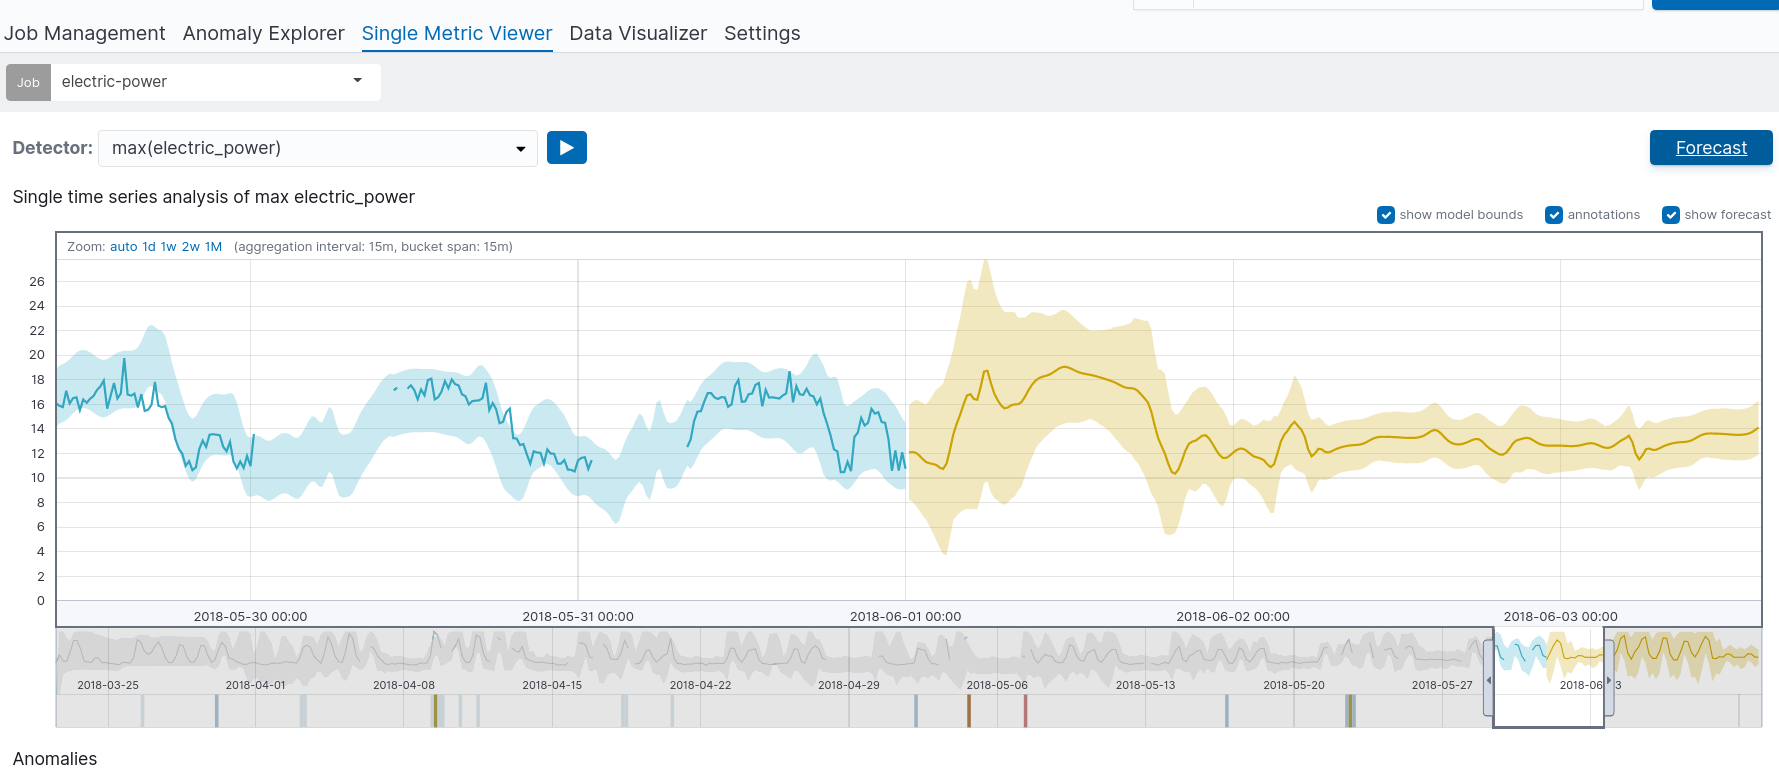 Job Management Anomaly Explorer Single Metric Viewer Data Visualizer Settings
Job electric-power
Detector: max(electric_power) Forecast
Single time series analysis of max electric_power
show model bounds annotations show forecast
Zoom: auto 1d 1w 2w 1M (aggregation interval: 15m, bucket span: 15m)
26
24
22
20
18
16
14
12
10
8
6
4
2
0
2018-05-30 00:00 2018-05-31 00:00 2018-06-01 00:00 2018-06-02 00:00 2018-06-03 00:00
2018-03-25 2018-04-01 2018-04-08 2018-04-15 2018-04-22 2018-04-29 2018-05-06 2018-05-13 2018-05-20 2018-05-27 2018-06 3
Anomalies